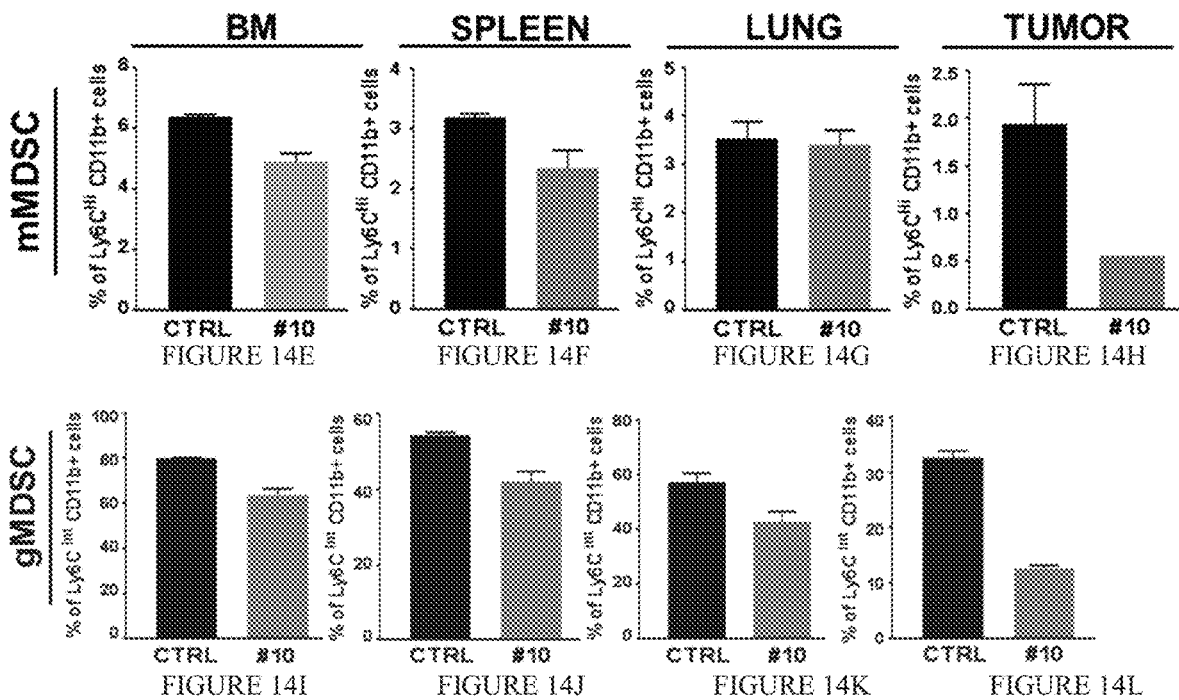 BM
SPLEEN
LUNG
TUMOR
mMDSC
% of Ly6C^Hi CD11b+ cells
8
6
4
2
0
CTRL #10
FIGURE 14E
% of Ly6C^Hi CD11b+ cells
4
3
2
1
0
CTRL #10
FIGURE 14F
% of Ly6C^Hi CD11b+ cells
5
4
3
2
1
0
CTRL #10
FIGURE 14G
% of Ly6C^Hi CD11b+ cells
2.5
2.0
1.5
1.0
0.5
0.0
CTRL #10
FIGURE 14H
gMDSC
% of Ly6C^Int CD11b+ cells
100
80
60
40
20
0
CTRL #10
FIGURE 14I
% of Ly6C^Int CD11b+ cells
60
40
20
0
CTRL #10
FIGURE 14J
% of Ly6C^Int CD11b+ cells
80
60
40
20
0
CTRL #10
FIGURE 14K
% of Ly6C^Int CD11b+ cells
40
30
20
10
0
CTRL #10
FIGURE 14L